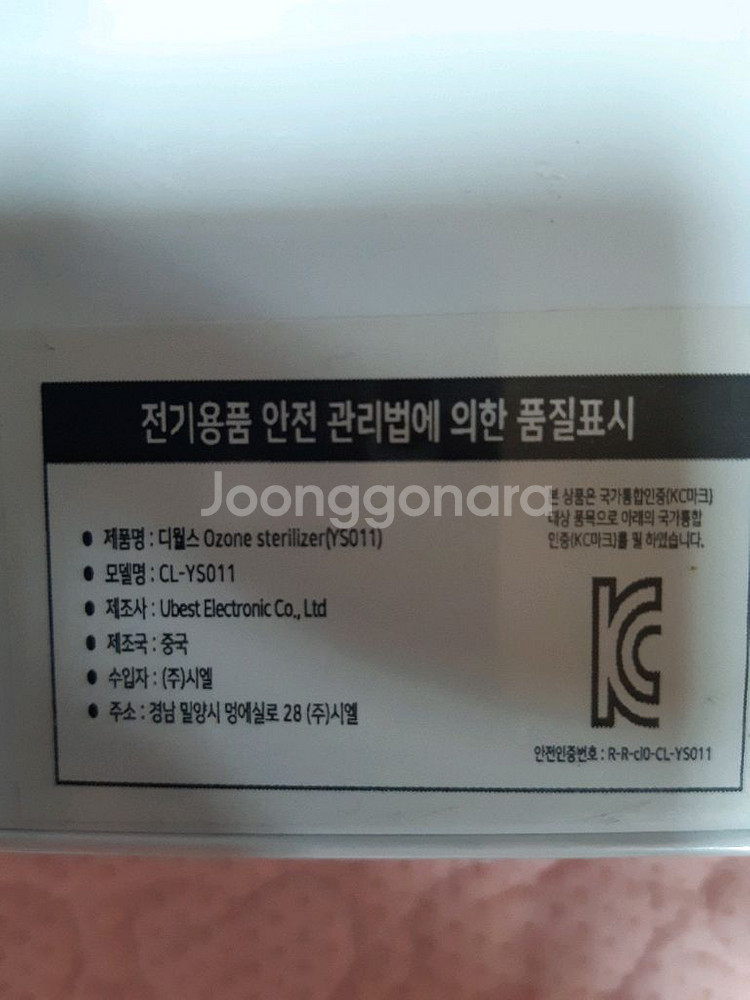 전기용품 안전 관리법에 의한 품질표시
Joonggonara
본 상품은 국가통합인증(KC마크)
대상 품목으로 아래의 국가통합
인증(KC마크)를 필 하였습니다.
• 제품명 : 디월스 Ozone sterilizer(YS011)
• 모델명 : CL-YS011
• 제조사 : Ubest Electronic Co., Ltd
• 제조국 : 중국
• 수입자 : (주)시엘
• 주소 : 경남 밀양시 멍에실로 28 (주)시엘
KC
안전인증번호 : R-R-cl0-CL-YS011